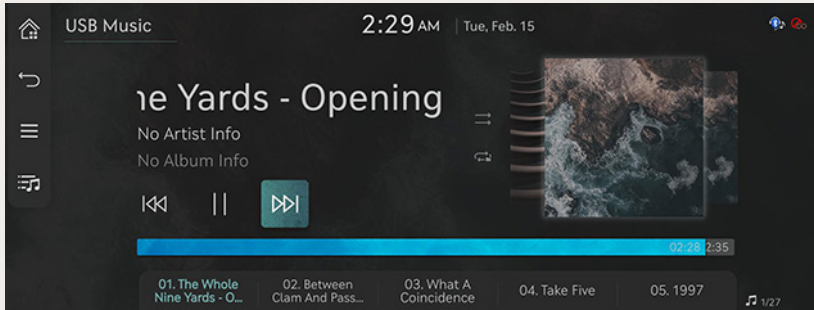 USB Music
2:29 AM
Tue, Feb. 15
ne Yards - Opening
No Artist Info
No Album Info
02:28 2:35
01. The Whole
Nine Yards - O...
02. Between
Clam And Pass...
03. What A
Coincidence
04. Take Five
05. 1997
1/27